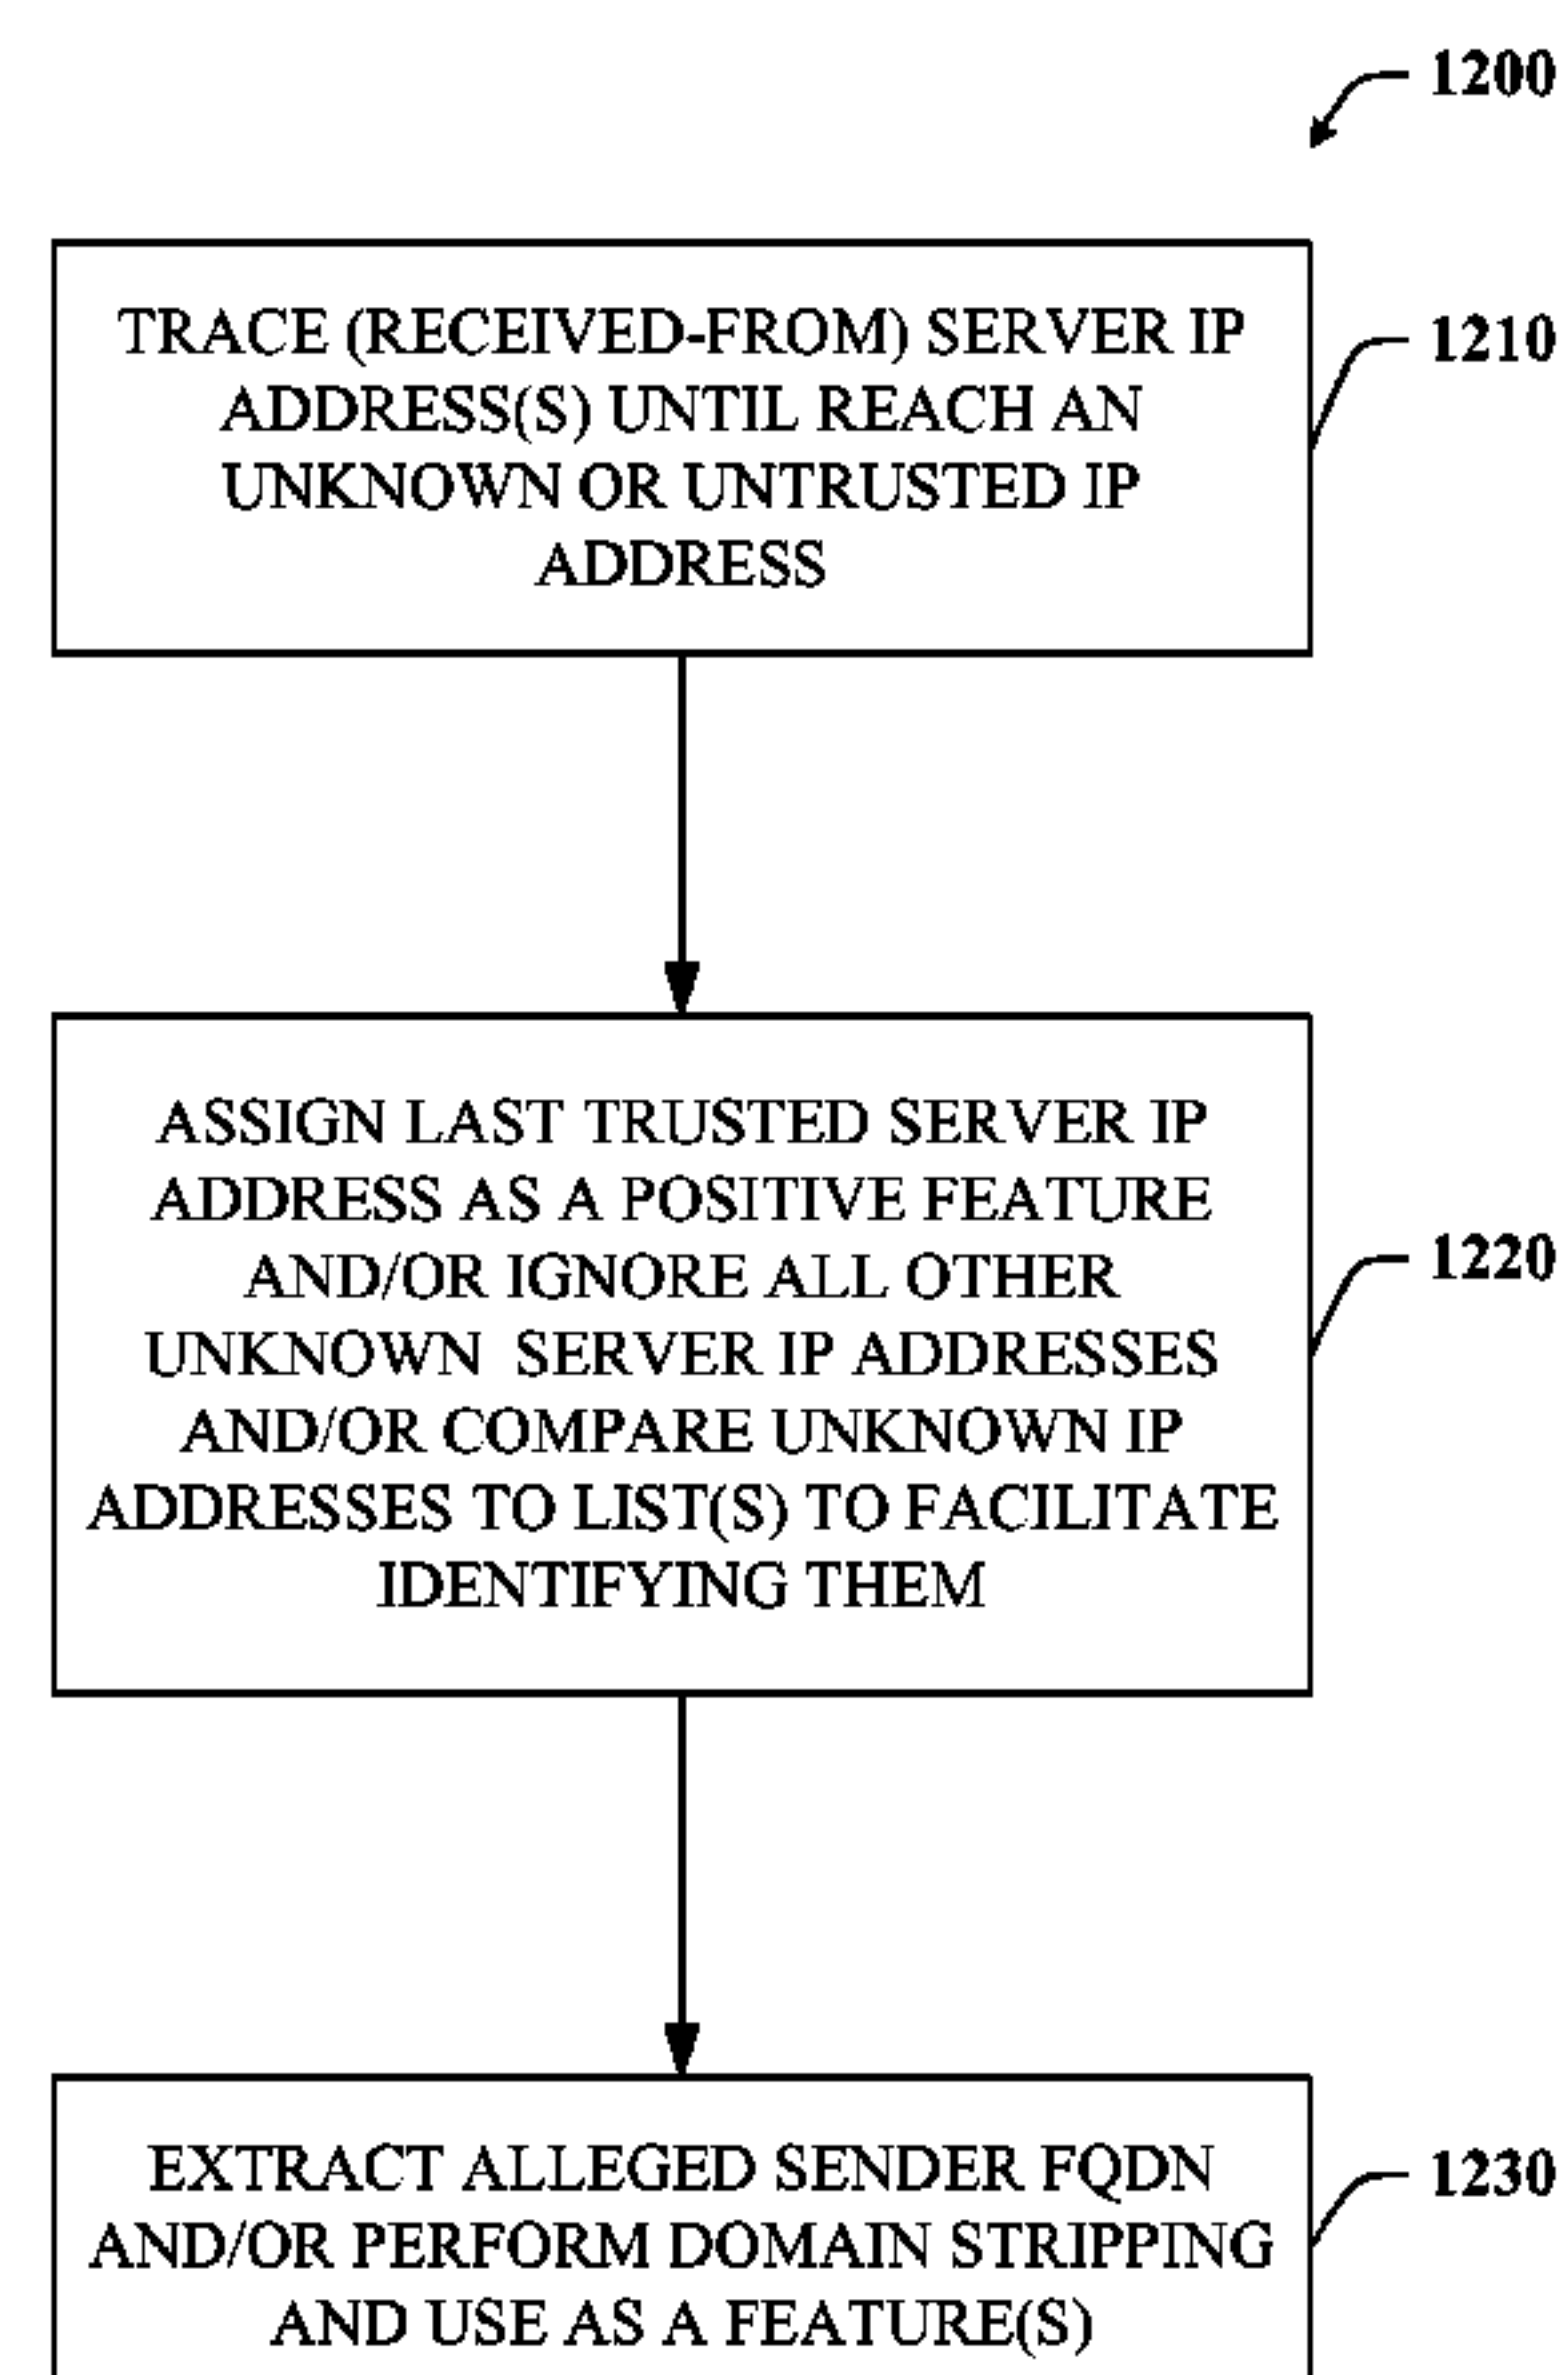 1200
TRACE (RECEIVED-FROM) SERVER IP
ADDRESS(S) UNTIL REACH AN
UNKNOWN OR UNTRUSTED IP
ADDRESS
1210
ASSIGN LAST TRUSTED SERVER IP
ADDRESS AS A POSITIVE FEATURE
AND/OR IGNORE ALL OTHER
UNKNOWN SERVER IP ADDRESSES
AND/OR COMPARE UNKNOWN IP
ADDRESSES TO LIST(S) TO FACILITATE
IDENTIFYING THEM
1220
EXTRACT ALLEGED SENDER FQDN
AND/OR PERFORM DOMAIN STRIPPING
AND USE AS A FEATURE(S)
1230